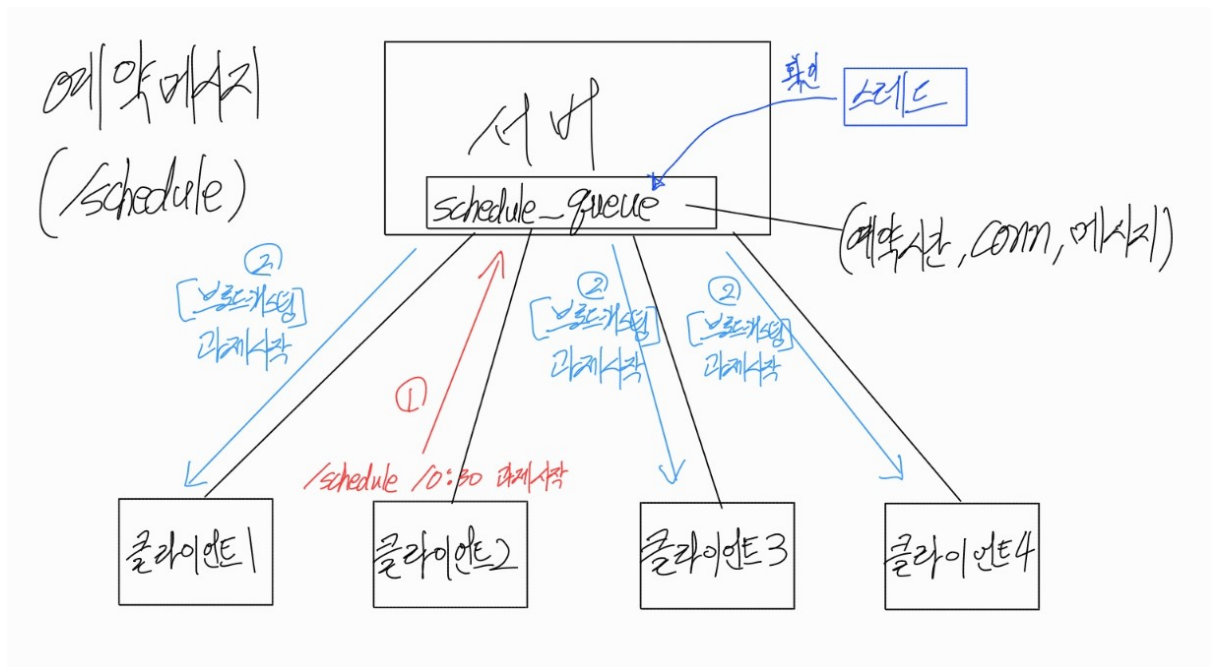 예약메시지
(/schedule)
서버
schedule_queue
확인
스레드
(예약시간, conn, 메시지)
②
[브로드캐스팅]
과제시작
①
/schedule 10:30 과제시작
②
[브로드캐스팅]
과제시작
②
[브로드캐스팅]
과제시작
클라이언트1
클라이언트2
클라이언트3
클라이언트4